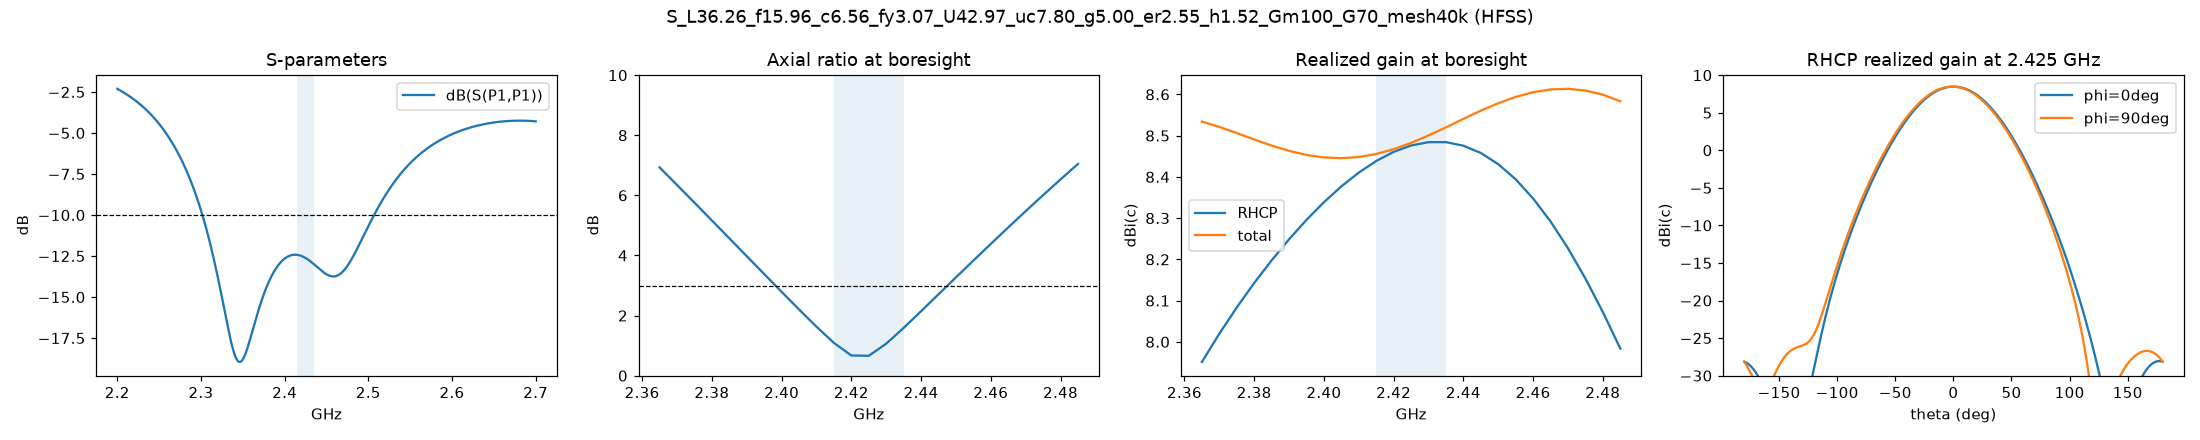 S_L36.26_f15.96_c6.56_fy3.07_U42.97_uc7.80_g5.00_er2.55_h1.52_Gm100_G70_mesh40k (HFSS)
S-parameters
dB
−2.5
−5.0
−7.5
−10.0
−12.5
−15.0
−17.5
dB(S(P1,P1))
2.2 2.3 2.4 2.5 2.6 2.7
GHz
Axial ratio at boresight
dB
10
8
6
4
2
0
2.36 2.38 2.40 2.42 2.44 2.46 2.48
GHz
Realized gain at boresight
dBi(c)
8.6
8.5
8.4
8.3
8.2
8.1
8.0
RHCP
total
2.36 2.38 2.40 2.42 2.44 2.46 2.48
GHz
RHCP realized gain at 2.425 GHz
dBi(c)
10
5
0
−5
−10
−15
−20
−25
−30
phi=0deg
phi=90deg
−150 −100 −50 0 50 100 150
theta (deg)